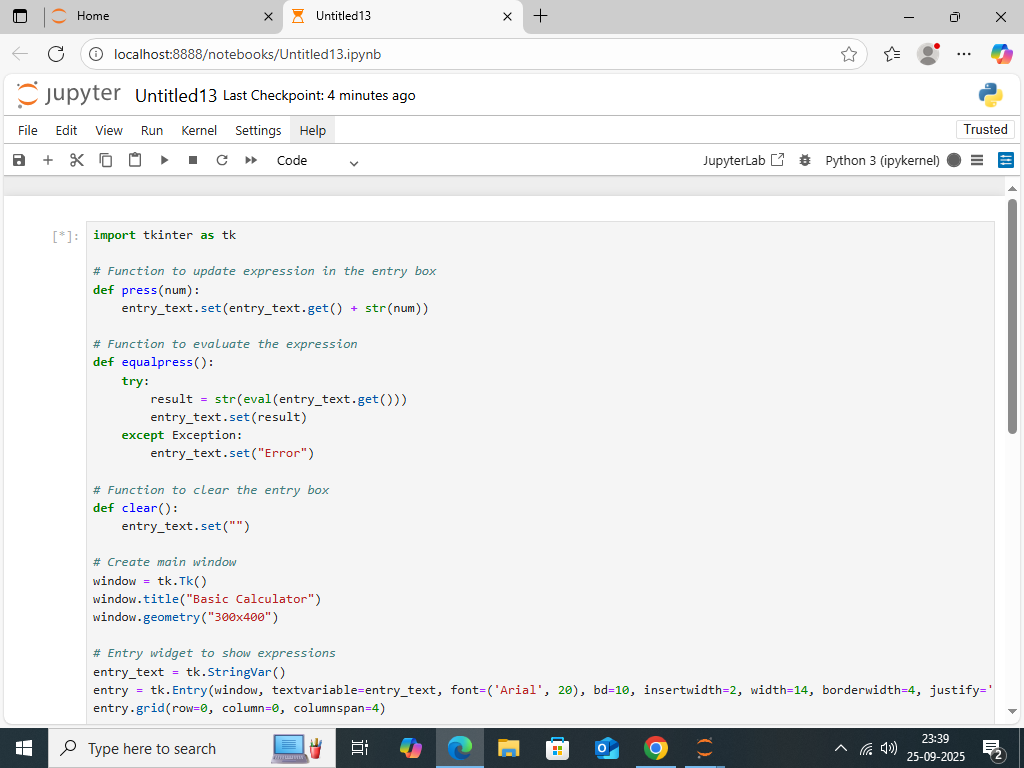 Home
Untitled13
localhost:8888/notebooks/Untitled13.ipynb
jupyter Untitled13 Last Checkpoint: 4 minutes ago
File Edit View Run Kernel Settings Help
Trusted
Code
JupyterLab
Python 3 (ipykernel)
[*]:
import tkinter as tk
# Function to update expression in the entry box
def press(num):
    entry_text.set(entry_text.get() + str(num))
# Function to evaluate the expression
def equalpress():
    try:
        result = str(eval(entry_text.get()))
        entry_text.set(result)
    except Exception:
        entry_text.set("Error")
# Function to clear the entry box
def clear():
    entry_text.set("")
# Create main window
window = tk.Tk()
window.title("Basic Calculator")
window.geometry("300x400")
# Entry widget to show expressions
entry_text = tk.StringVar()
entry = tk.Entry(window, textvariable=entry_text, font=('Arial', 20), bd=10, insertwidth=2, width=14, borderwidth=4, justify='
entry.grid(row=0, column=0, columnspan=4)
Type here to search
23:39
25-09-2025
2